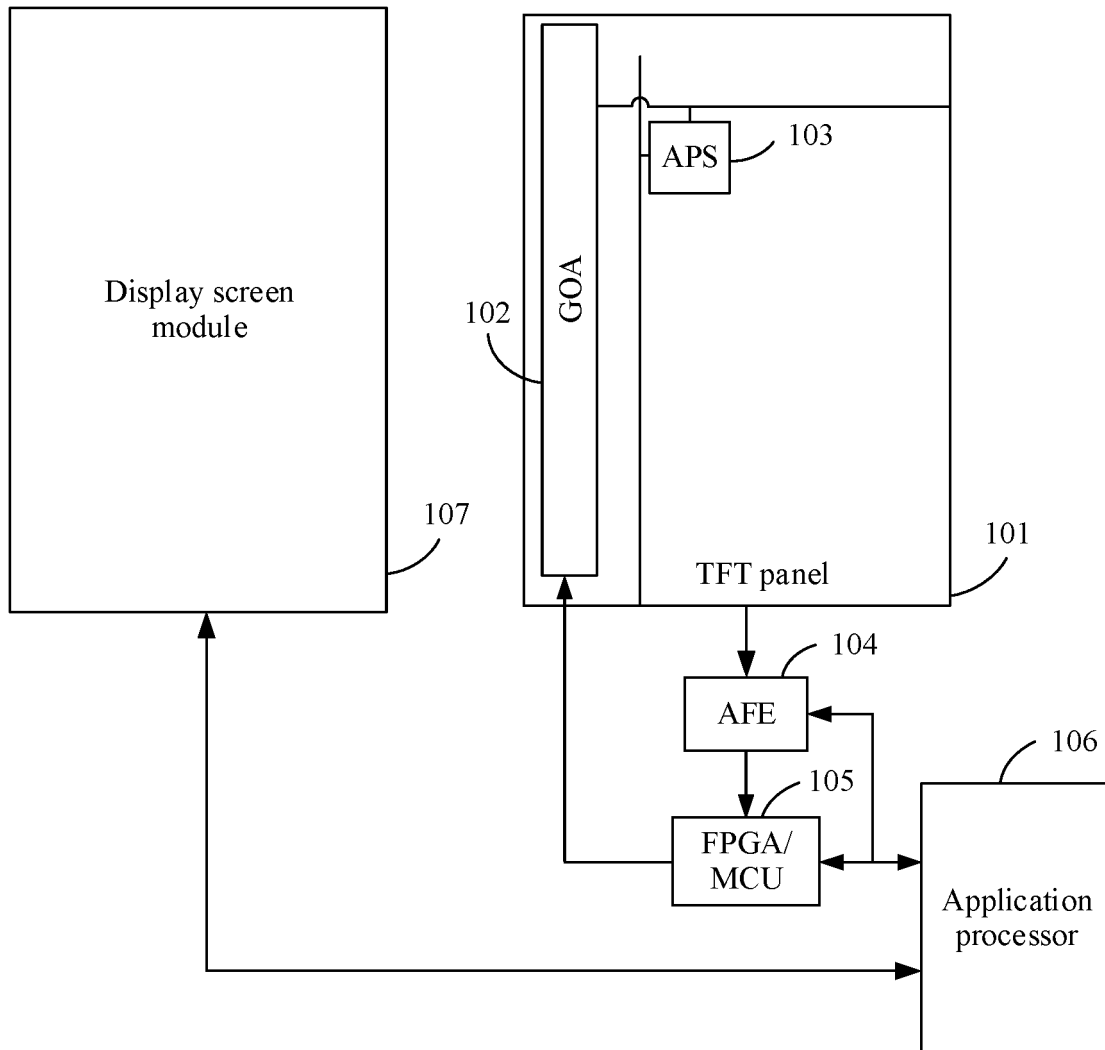 103
APS
GOA
Display screen
module
102
107
101
TFT panel
104
AFE
106
105
FPGA/
MCU
Application
processor